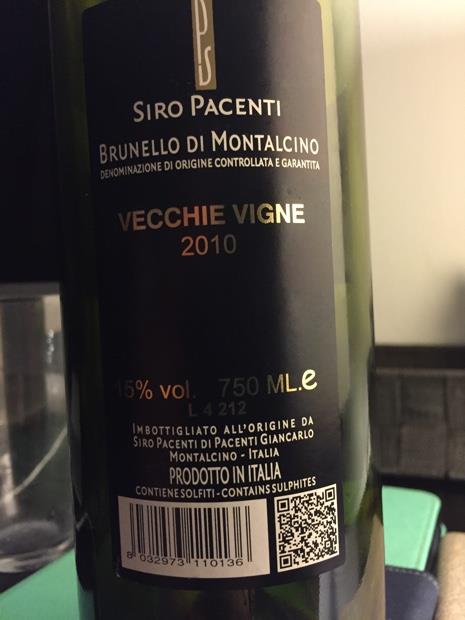 PS
SIRO PACENTI
BRUNELLO DI MONTALCINO
DENOMINAZIONE DI ORIGINE CONTROLLATA E GARANTITA
VECCHIE VIGNE
2010
15% vol. 750 ML.e
L 4 212
IMBOTTIGLIATO ALL'ORIGINE DA
SIRO PACENTI DI PACENTI GIANCARLO
MONTALCINO - ITALIA
PRODOTTO IN ITALIA
CONTIENE SOLFITI - CONTAINS SULPHITES
8 032973 110136